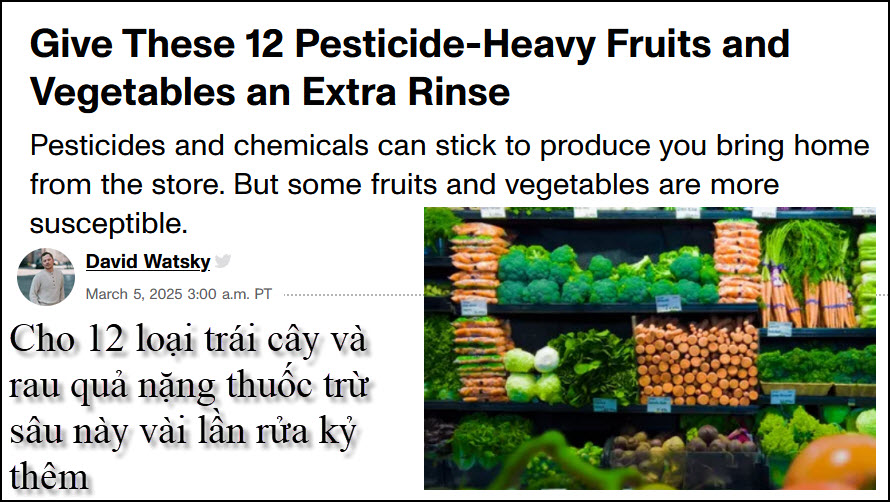 Give These 12 Pesticide-Heavy Fruits and
Vegetables an Extra Rinse
Pesticides and chemicals can stick to produce you bring home
from the store. But some fruits and vegetables are more
susceptible.
David Watsky
March 5, 2025 3:00 a.m. PT
Cho 12 loại trái cây và
rau quả nặng thuốc trừ
sâu này vài lần rửa kỷ
thêm